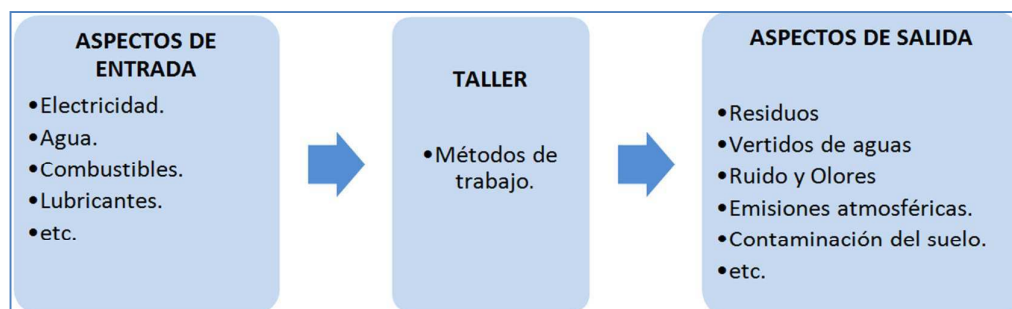 ASPECTOS DE
ENTRADA
•Electricidad.
•Agua.
•Combustibles.
•Lubricantes.
•etc.
TALLER
•Métodos de
trabajo.
ASPECTOS DE SALIDA
•Residuos
•Vertidos de aguas
•Ruido y Olores
•Emisiones atmosféricas.
•Contaminación del suelo.
•etc.